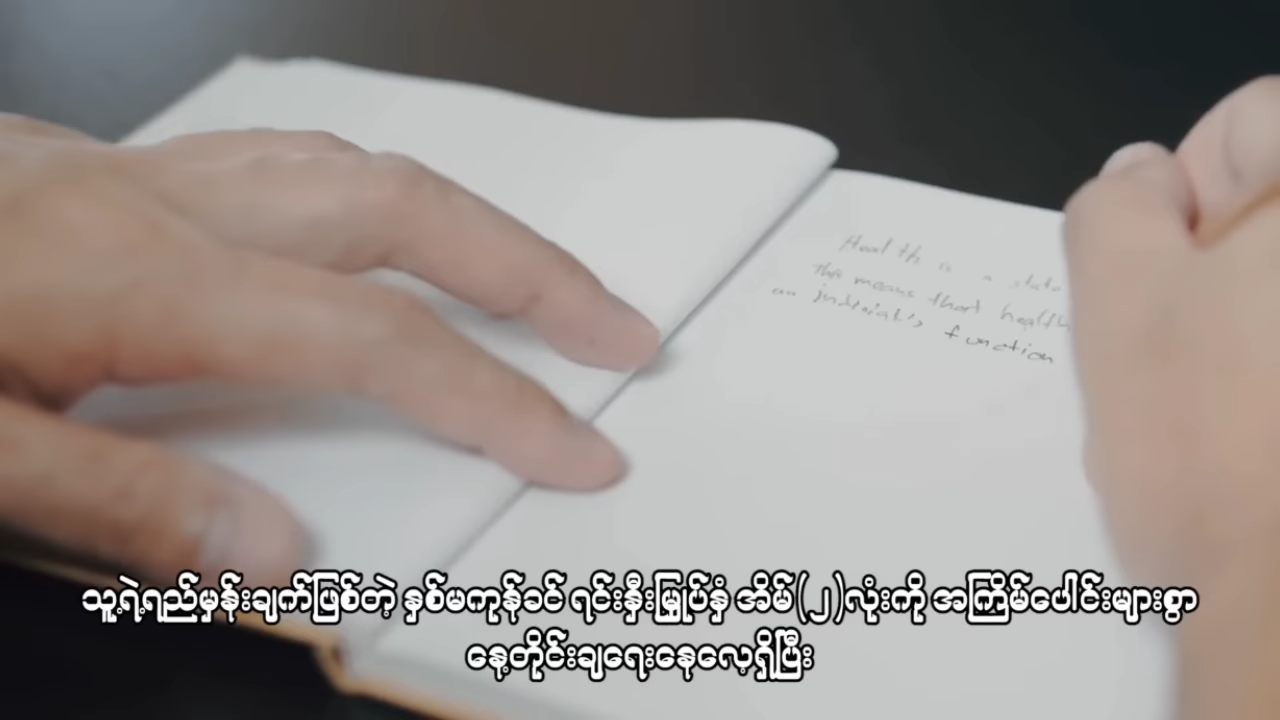 Health is a state
This means that health
an indivial's function
သူ့ရဲ့ရည်မှန်းချက်ဖြစ်တဲ့ နှစ်မကုန်ခင် ရင်းနှီးမြှုပ်နှံ အိမ်(၂)လုံးကို အကြိမ်ပေါင်းများစွာ
နေ့တိုင်းချရေးနေလေ့ရှိပြီး